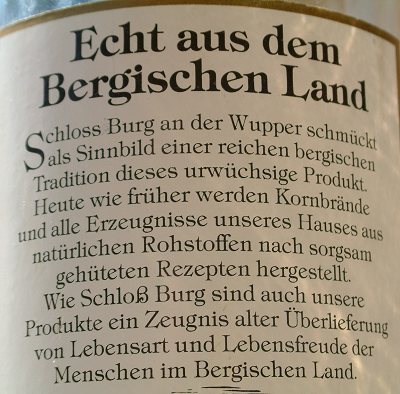 Echt aus dem
Bergischen Land
Schloss Burg an der Wupper schmückt
als Sinnbild einer reichen bergischen
Tradition dieses urwüchsige Produkt.
Heute wie früher werden Kornbrände
und alle Erzeugnisse unseres Hauses aus
natürlichen Rohstoffen nach sorgsam
gehüteten Rezepten hergestellt.
Wie Schloß Burg sind auch unsere
Produkte ein Zeugnis alter Überlieferung
von Lebensart und Lebensfreude der
Menschen im Bergischen Land.